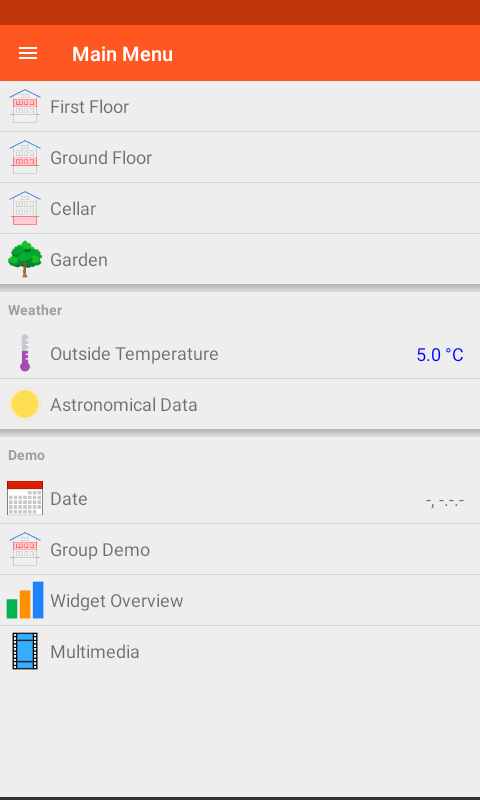 Main Menu
First Floor
Ground Floor
Cellar
Garden
Weather
Outside Temperature 5.0 °C
Astronomical Data
Demo
Date -, -.-.-
Group Demo
Widget Overview
Multimedia